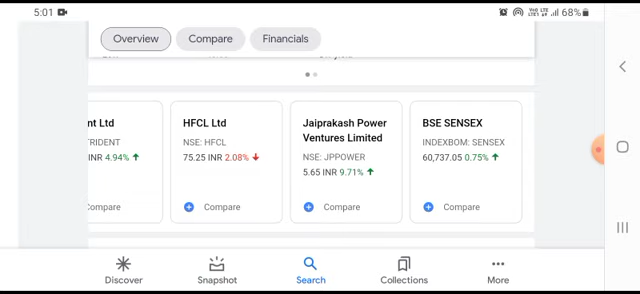 5:01
68%
Overview
Compare
Financials
nt Ltd
TRIDENT
INR 4.94% ↑
Compare
HFCL Ltd
NSE: HFCL
75.25 INR 2.08% ↓
Compare
Jaiprakash Power
Ventures Limited
NSE: JPPOWER
5.65 INR 9.71% ↑
Compare
BSE SENSEX
INDEXBOM: SENSEX
60,737.05 0.75% ↑
Compare
Discover
Snapshot
Search
Collections
More